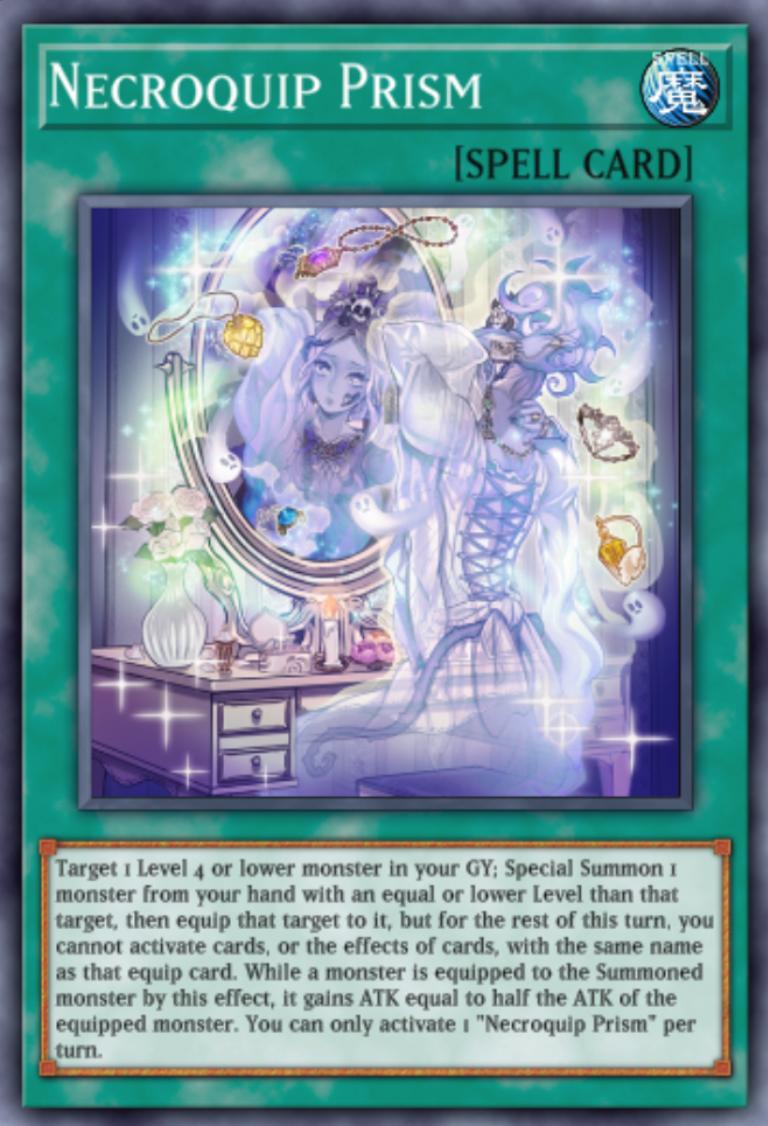 Necroquip Prism
SPELL
魔
[SPELL CARD]
Target 1 Level 4 or lower monster in your GY; Special Summon 1
monster from your hand with an equal or lower Level than that
target, then equip that target to it, but for the rest of this turn, you
cannot activate cards, or the effects of cards, with the same name
as that equip card. While a monster is equipped to the Summoned
monster by this effect, it gains ATK equal to half the ATK of the
equipped monster. You can only activate 1 "Necroquip Prism" per
turn.